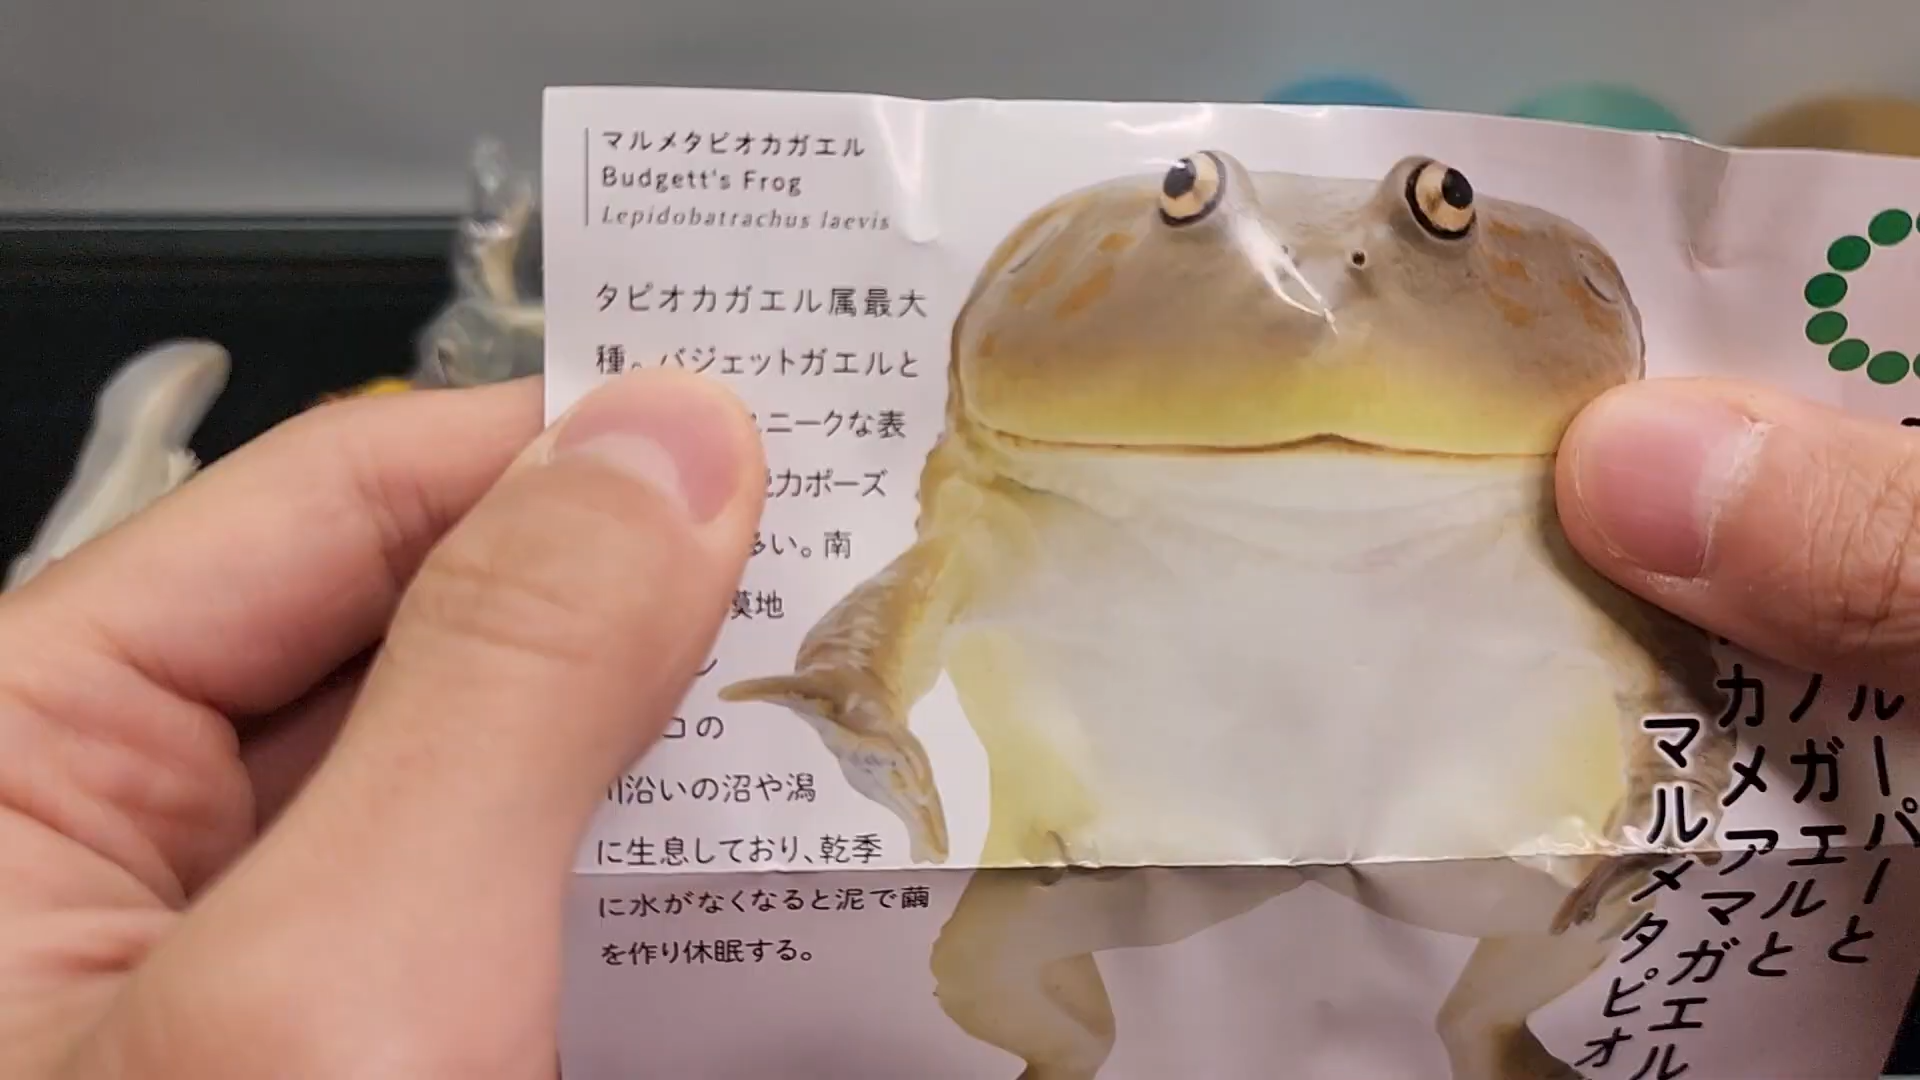 マルメタピオカガエル
Budgett's Frog
Lepidobatrachus laevis
タピオカガエル属最大
種。バジェットガエルと
ニークな表
力ポーズ
多い。南
漠地
ン
コの
川沿いの沼や潟
に生息しており、乾季
に水がなくなると泥で繭
を作り休眠する。
ルーパーと
ノガエルと
カメアマガエル
マルメタピオ